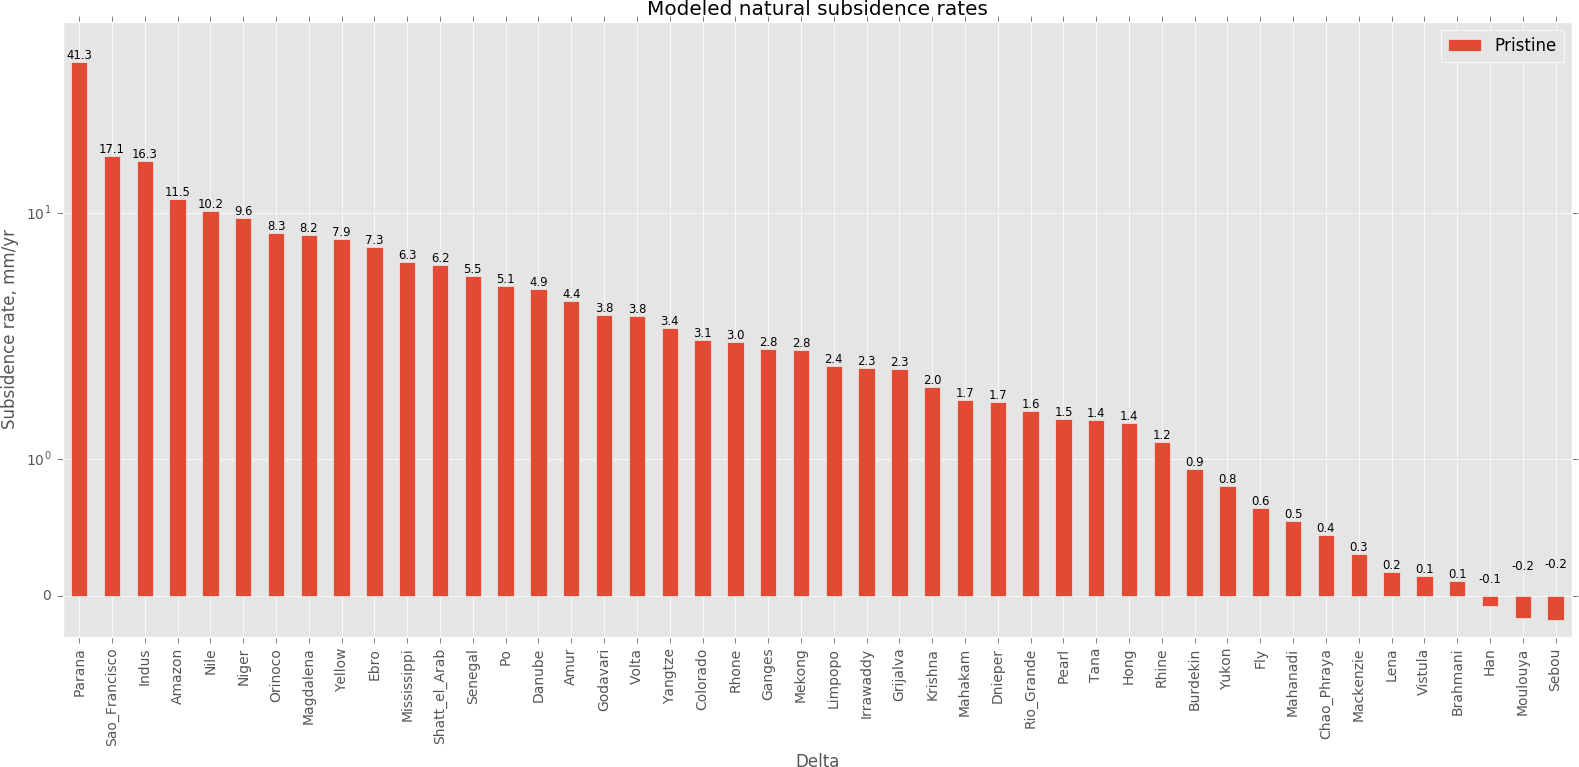 Modeled natural subsidence rates
Pristine
Subsidence rate, mm/yr
10^1
10^0
0
41.3
17.1
16.3
11.5
10.2
9.6
8.3
8.2
7.9
7.3
6.3
6.2
5.5
5.1
4.9
4.4
3.8
3.8
3.4
3.1
3.0
2.8
2.8
2.4
2.3
2.3
2.0
1.7
1.7
1.6
1.5
1.4
1.4
1.2
0.9
0.8
0.6
0.5
0.4
0.3
0.2
0.1
0.1
-0.1
-0.2
-0.2
Parana
Sao_Francisco
Indus
Amazon
Nile
Niger
Orinoco
Magdalena
Yellow
Ebro
Mississippi
Shatt_el_Arab
Senegal
Po
Danube
Amur
Godavari
Volta
Yangtze
Colorado
Rhone
Ganges
Mekong
Limpopo
Irrawaddy
Grijalva
Krishna
Mahakam
Dnieper
Rio_Grande
Pearl
Tana
Hong
Rhine
Burdekin
Yukon
Fly
Mahanadi
Chao_Phraya
Mackenzie
Lena
Vistula
Brahmani
Han
Moulouya
Sebou
Delta